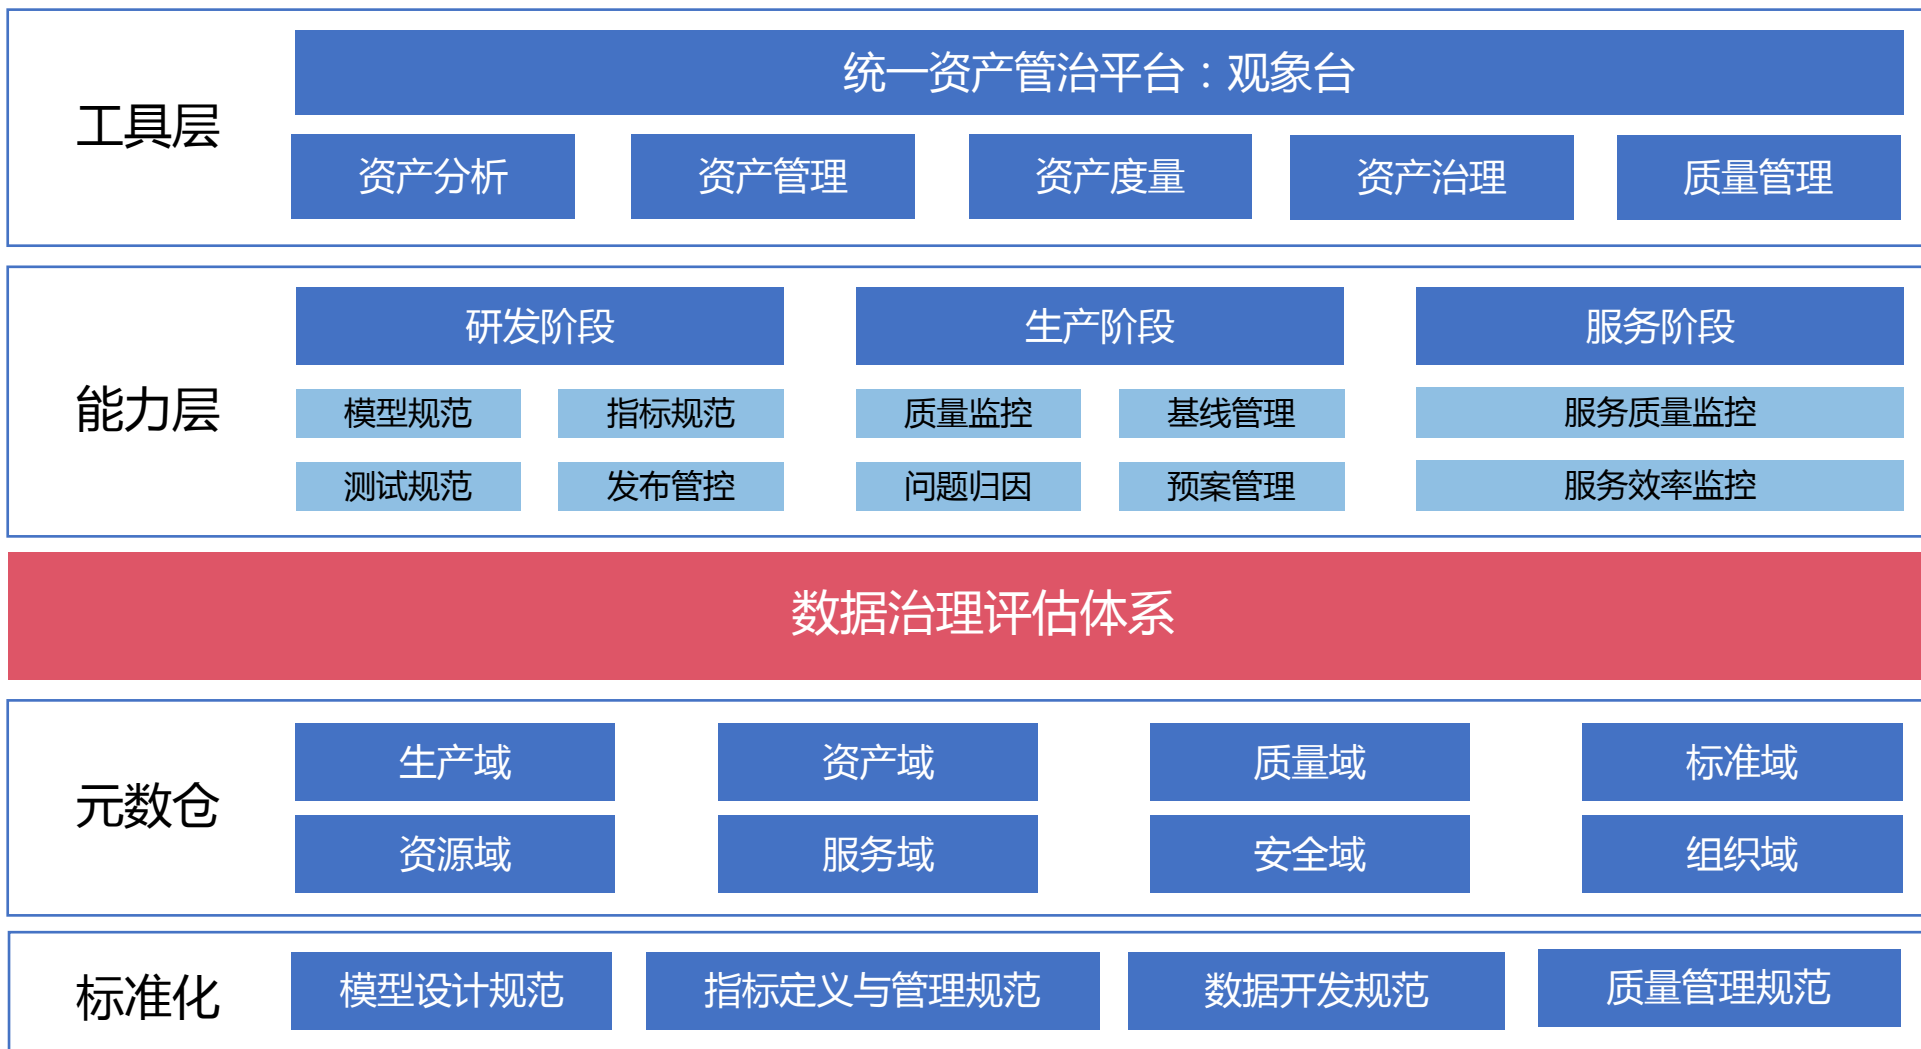 工具层
统一资产管治平台：观象台
资产分析 资产管理 资产度量 资产治理 质量管理
能力层
研发阶段 生产阶段 服务阶段
模型规范 指标规范 质量监控 基线管理 服务质量监控
测试规范 发布管控 问题归因 预案管理 服务效率监控
数据治理评估体系
元数仓
生产域 资产域 质量域 标准域
资源域 服务域 安全域 组织域
标准化
模型设计规范 指标定义与管理规范 数据开发规范 质量管理规范